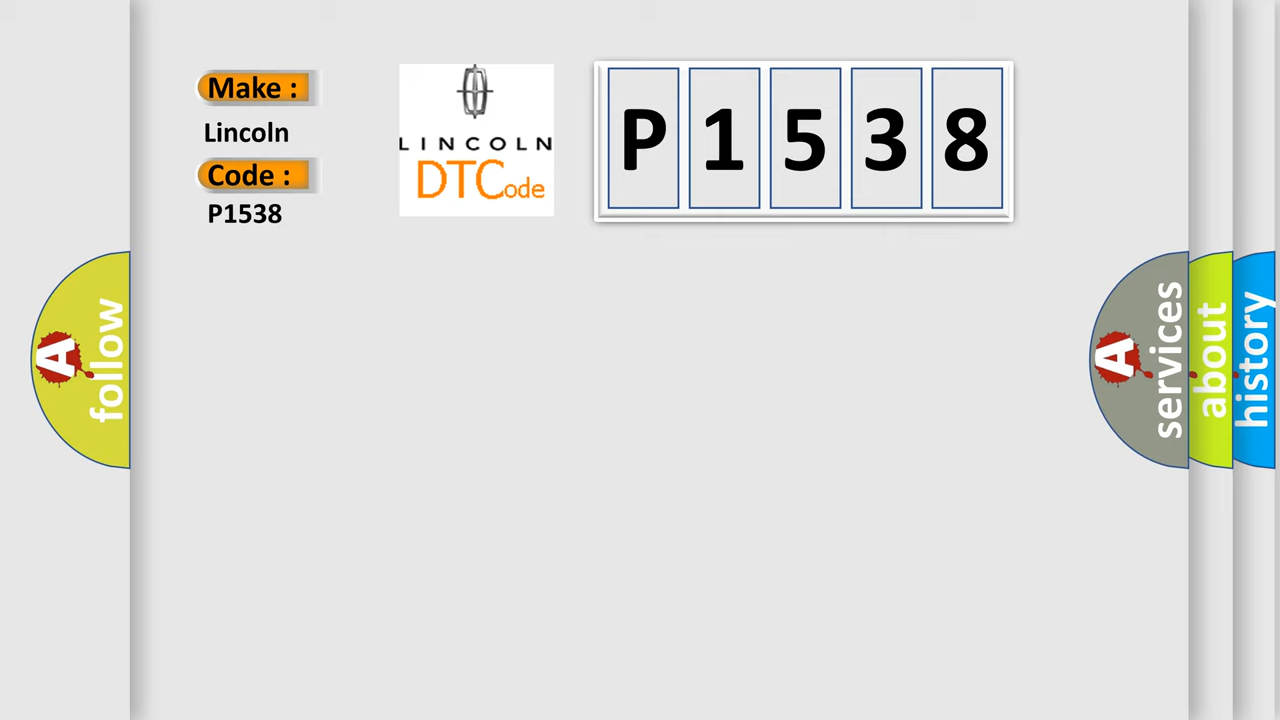 Make :
Lincoln
Code :
P1538
LINCOLN
DTCode
P 1 5 3 8
A follow
A services
about
history